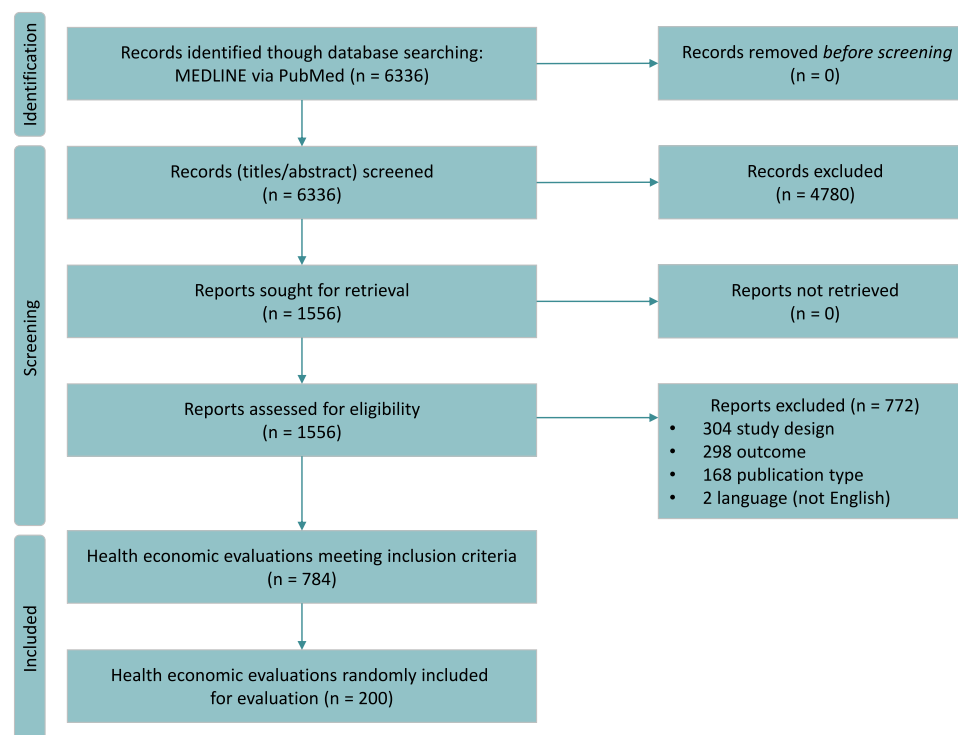 Identification
Records identified though database searching:
MEDLINE via PubMed (n = 6336)
Records removed before screening
(n = 0)
Screening
Records (titles/abstract) screened
(n = 6336)
Records excluded
(n = 4780)
Reports sought for retrieval
(n = 1556)
Reports not retrieved
(n = 0)
Reports assessed for eligibility
(n = 1556)
Reports excluded (n = 772)
• 304 study design
• 298 outcome
• 168 publication type
• 2 language (not English)
Included
Health economic evaluations meeting inclusion criteria
(n = 784)
Health economic evaluations randomly included
for evaluation (n = 200)